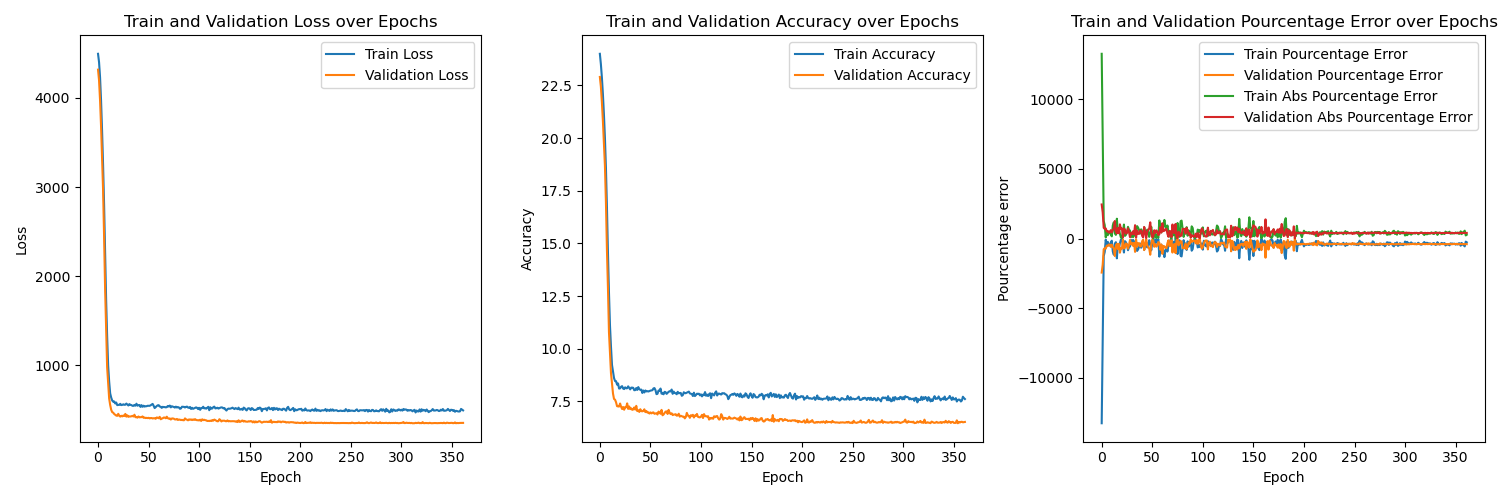 Train and Validation Loss over Epochs
Train Loss
Validation Loss
4000
3000
2000
1000
Loss
0 50 100 150 200 250 300 350
Epoch
Train and Validation Accuracy over Epochs
Train Accuracy
Validation Accuracy
22.5
20.0
17.5
15.0
12.5
10.0
7.5
Accuracy
0 50 100 150 200 250 300 350
Epoch
Train and Validation Pourcentage Error over Epochs
Train Pourcentage Error
Validation Pourcentage Error
Train Abs Pourcentage Error
Validation Abs Pourcentage Error
10000
5000
0
−5000
−10000
Pourcentage error
0 50 100 150 200 250 300 350
Epoch